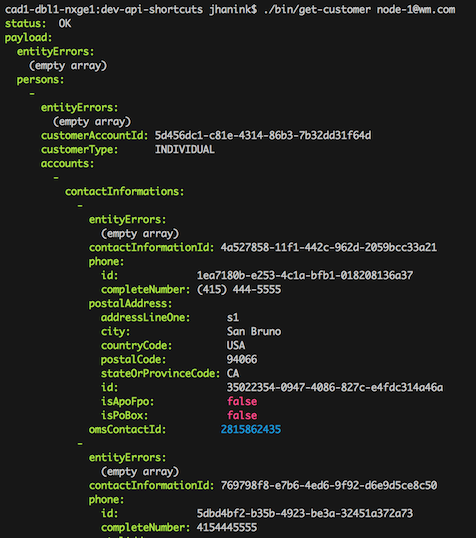 cad1-dbl1-nxge1:dev-api-shortcuts jhanink$ ./bin/get-customer node-1@wm.com
status:  OK
payload:
  entityErrors:
    (empty array)
  persons:
    -
      entityErrors:
        (empty array)
      customerAccountId: 5d456dc1-c81e-4314-86b3-7b32dd31f64d
      customerType:      INDIVIDUAL
      accounts:
        -
          contactInformations:
            -
              entityErrors:
                (empty array)
              contactInformationId: 4a527858-11f1-442c-962d-2059bcc33a21
              phone:
                id:             1ea7180b-e253-4c1a-bfb1-018208136a37
                completeNumber: (415) 444-5555
              postalAddress:
                addressLineOne:      s1
                city:                San Bruno
                countryCode:         USA
                postalCode:          94066
                stateOrProvinceCode: CA
                id:                  35022354-0947-4086-827c-e4fdc314a46a
                isApoFpo:            false
                isPoBox:             false
              omsContactId:         2815862435
            -
              entityErrors:
                (empty array)
              contactInformationId: 769798f8-e7b6-4ed6-9f92-d6e9d5ce8c50
              phone:
                id:             5dbd4bf2-b35b-4923-be3a-32451a372a73
                completeNumber: 4154445555